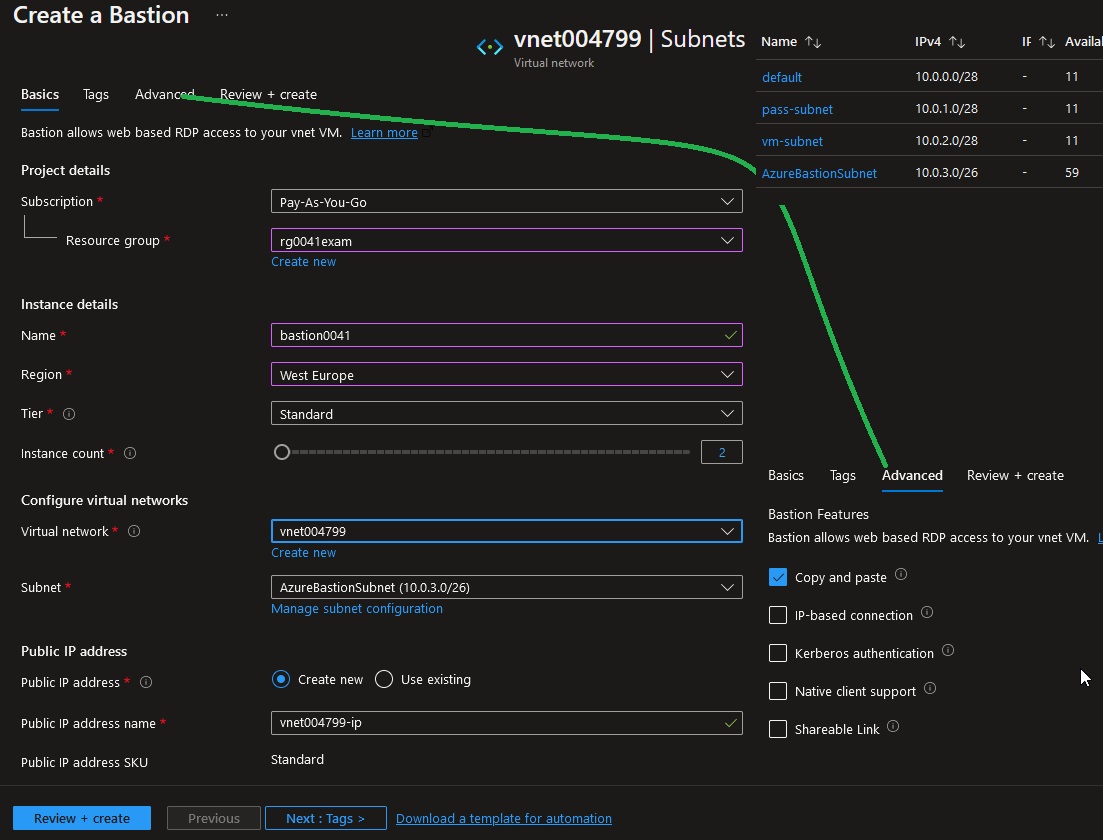 Create a Bastion ...
vnet004799 | Subnets
Virtual network
Name ↑↓ IPv4 ↑↓ IF ↑↓ Availal
default 10.0.0.0/28 - 11
pass-subnet 10.0.1.0/28 - 11
vm-subnet 10.0.2.0/28 - 11
AzureBastionSubnet 10.0.3.0/26 - 59
Basics Tags Advanced Review + create
Bastion allows web based RDP access to your vnet VM. Learn more
Project details
Subscription * Pay-As-You-Go
Resource group * rg0041exam
Create new
Instance details
Name * bastion0041
Region * West Europe
Tier * Standard
Instance count * 2
Configure virtual networks
Virtual network * vnet004799
Create new
Subnet * AzureBastionSubnet (10.0.3.0/26)
Manage subnet configuration
Public IP address
Public IP address * Create new Use existing
Public IP address name * vnet004799-ip
Public IP address SKU Standard
Basics Tags Advanced Review + create
Bastion Features
Bastion allows web based RDP access to your vnet VM. L
Copy and paste
IP-based connection
Kerberos authentication
Native client support
Shareable Link
Review + create Previous Next : Tags > Download a template for automation